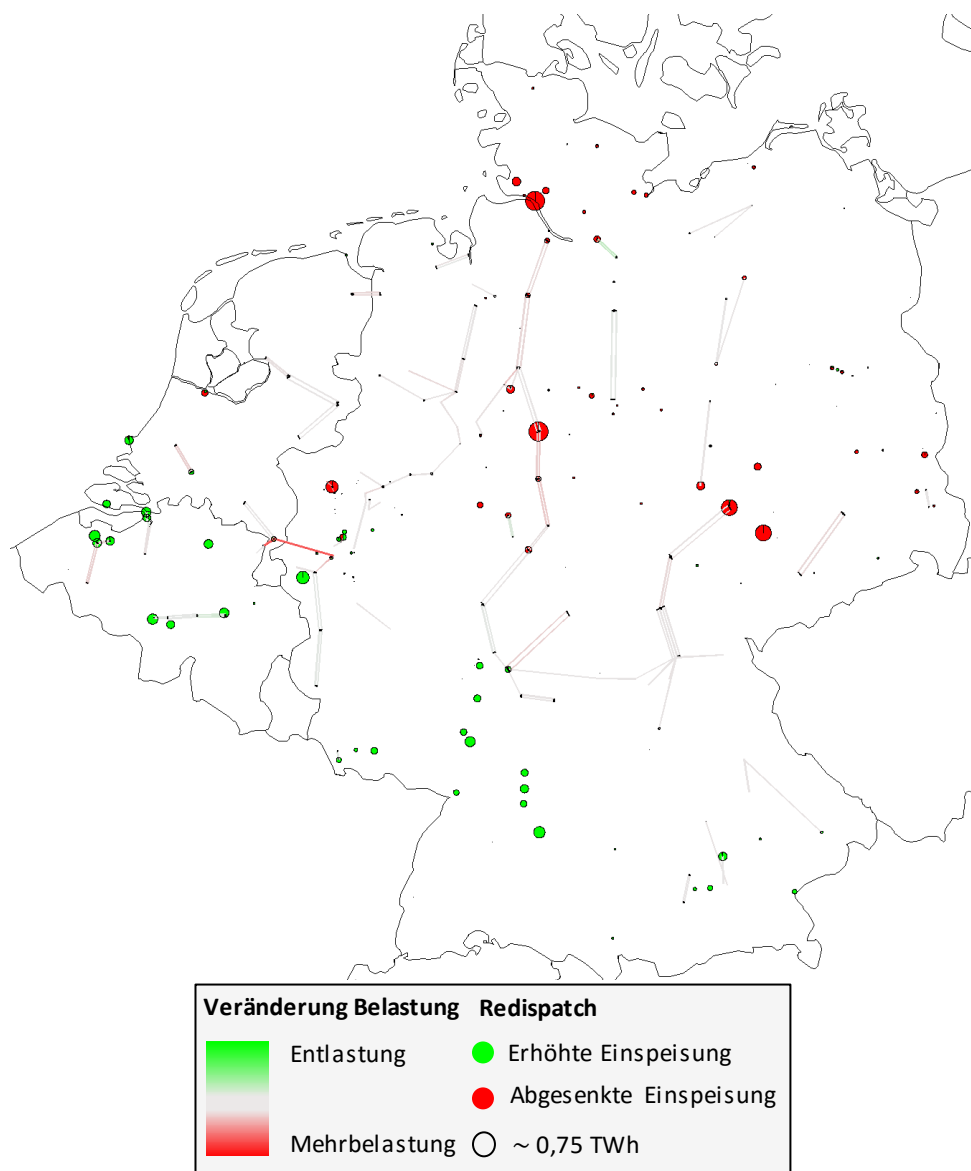 Veränderung Belastung Redispatch
Entlastung Erhöhte Einspeisung
Abgesenkte Einspeisung
Mehrbelastung ~ 0,75 TWh